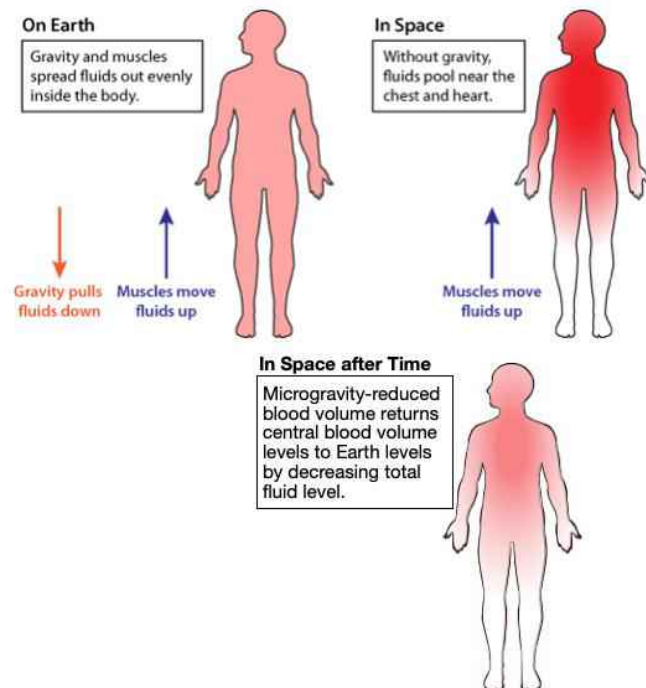 On Earth
Gravity and muscles
spread fluids out evenly
inside the body.
Gravity pulls
fluids down
Muscles move
fluids up
In Space
Without gravity,
fluids pool near the
chest and heart.
Muscles move
fluids up
In Space after Time
Microgravity-reduced
blood volume returns
central blood volume
levels to Earth levels
by decreasing total
fluid level.